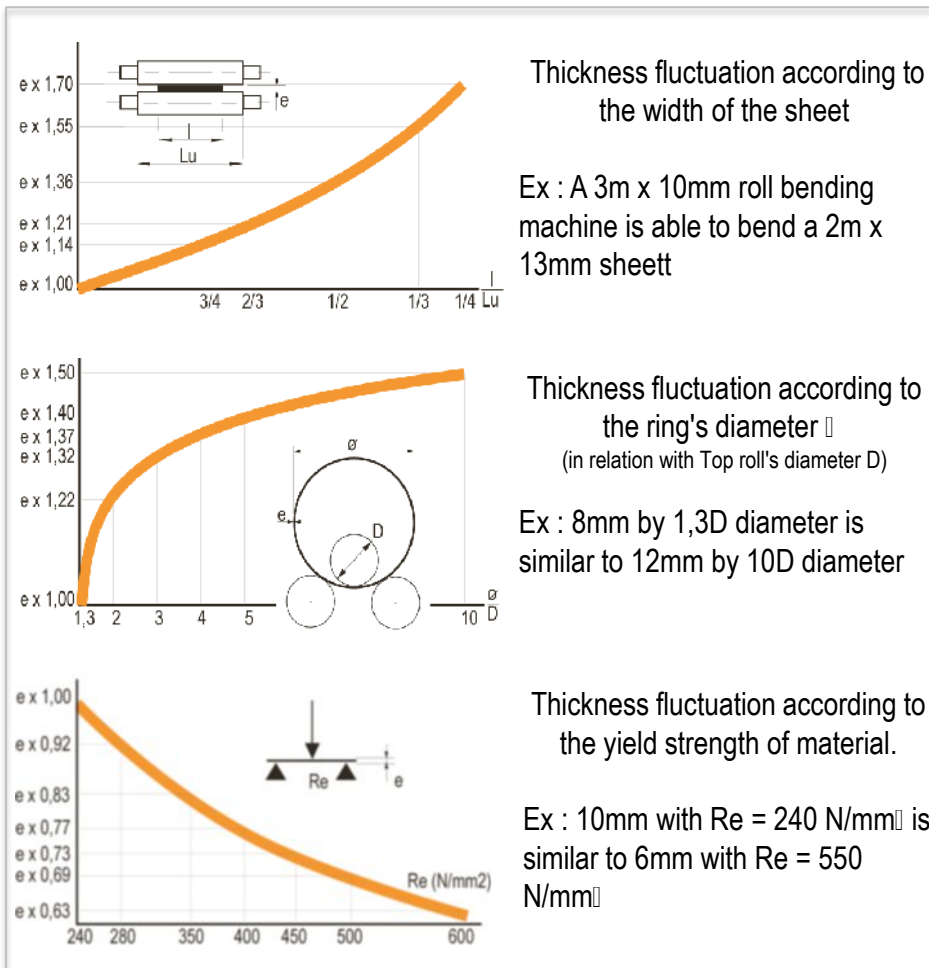 Thickness fluctuation according to
the width of the sheet
Ex : A 3m x 10mm roll bending
machine is able to bend a 2m x
13mm sheett
e x 1,70
e x 1,55
e x 1,36
e x 1,21
e x 1,14
e x 1,00
e
l
Lu
3/4 2/3 1/2 1/3 1/4
l
Lu
Thickness fluctuation according to
the ring's diameter ▯
(in relation with Top roll's diameter D)
Ex : 8mm by 1,3D diameter is
similar to 12mm by 10D diameter
e x 1,50
e x 1,40
e x 1,37
e x 1,32
e x 1,22
e x 1,00
ø
e
D
1,3 2 3 4 5 10
ø
D
Thickness fluctuation according to
the yield strength of material.
Ex : 10mm with Re = 240 N/mm▯ is
similar to 6mm with Re = 550
N/mm▯
e x 1,00
e x 0,92
e x 0,83
e x 0,77
e x 0,73
e x 0,69
e x 0,63
Re
e
Re (N/mm2)
240 280 350 400 450 500 600